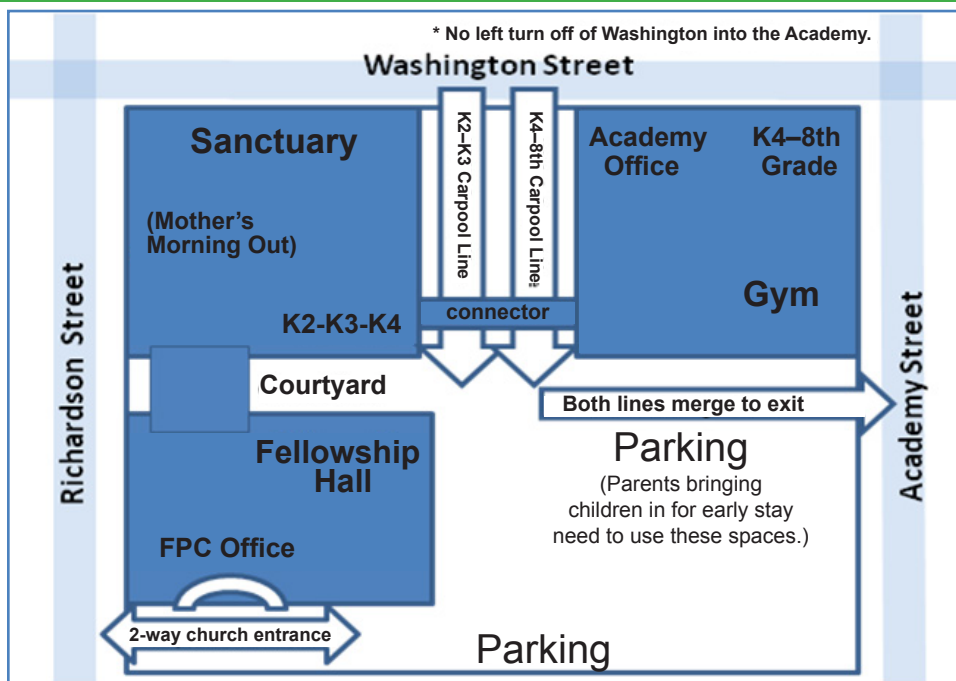 * No left turn off of Washington into the Academy.
Washington Street
Sanctuary
(Mother's
Morning Out)
K2-K3-K4
K2–K3 Carpool Line
K4–8th Carpool Line
connector
Academy
Office
K4–8th
Grade
Gym
Richardson Street
Academy Street
Courtyard
Both lines merge to exit
Fellowship
Hall
FPC Office
Parking
(Parents bringing
children in for early stay
need to use these spaces.)
2-way church entrance
Parking